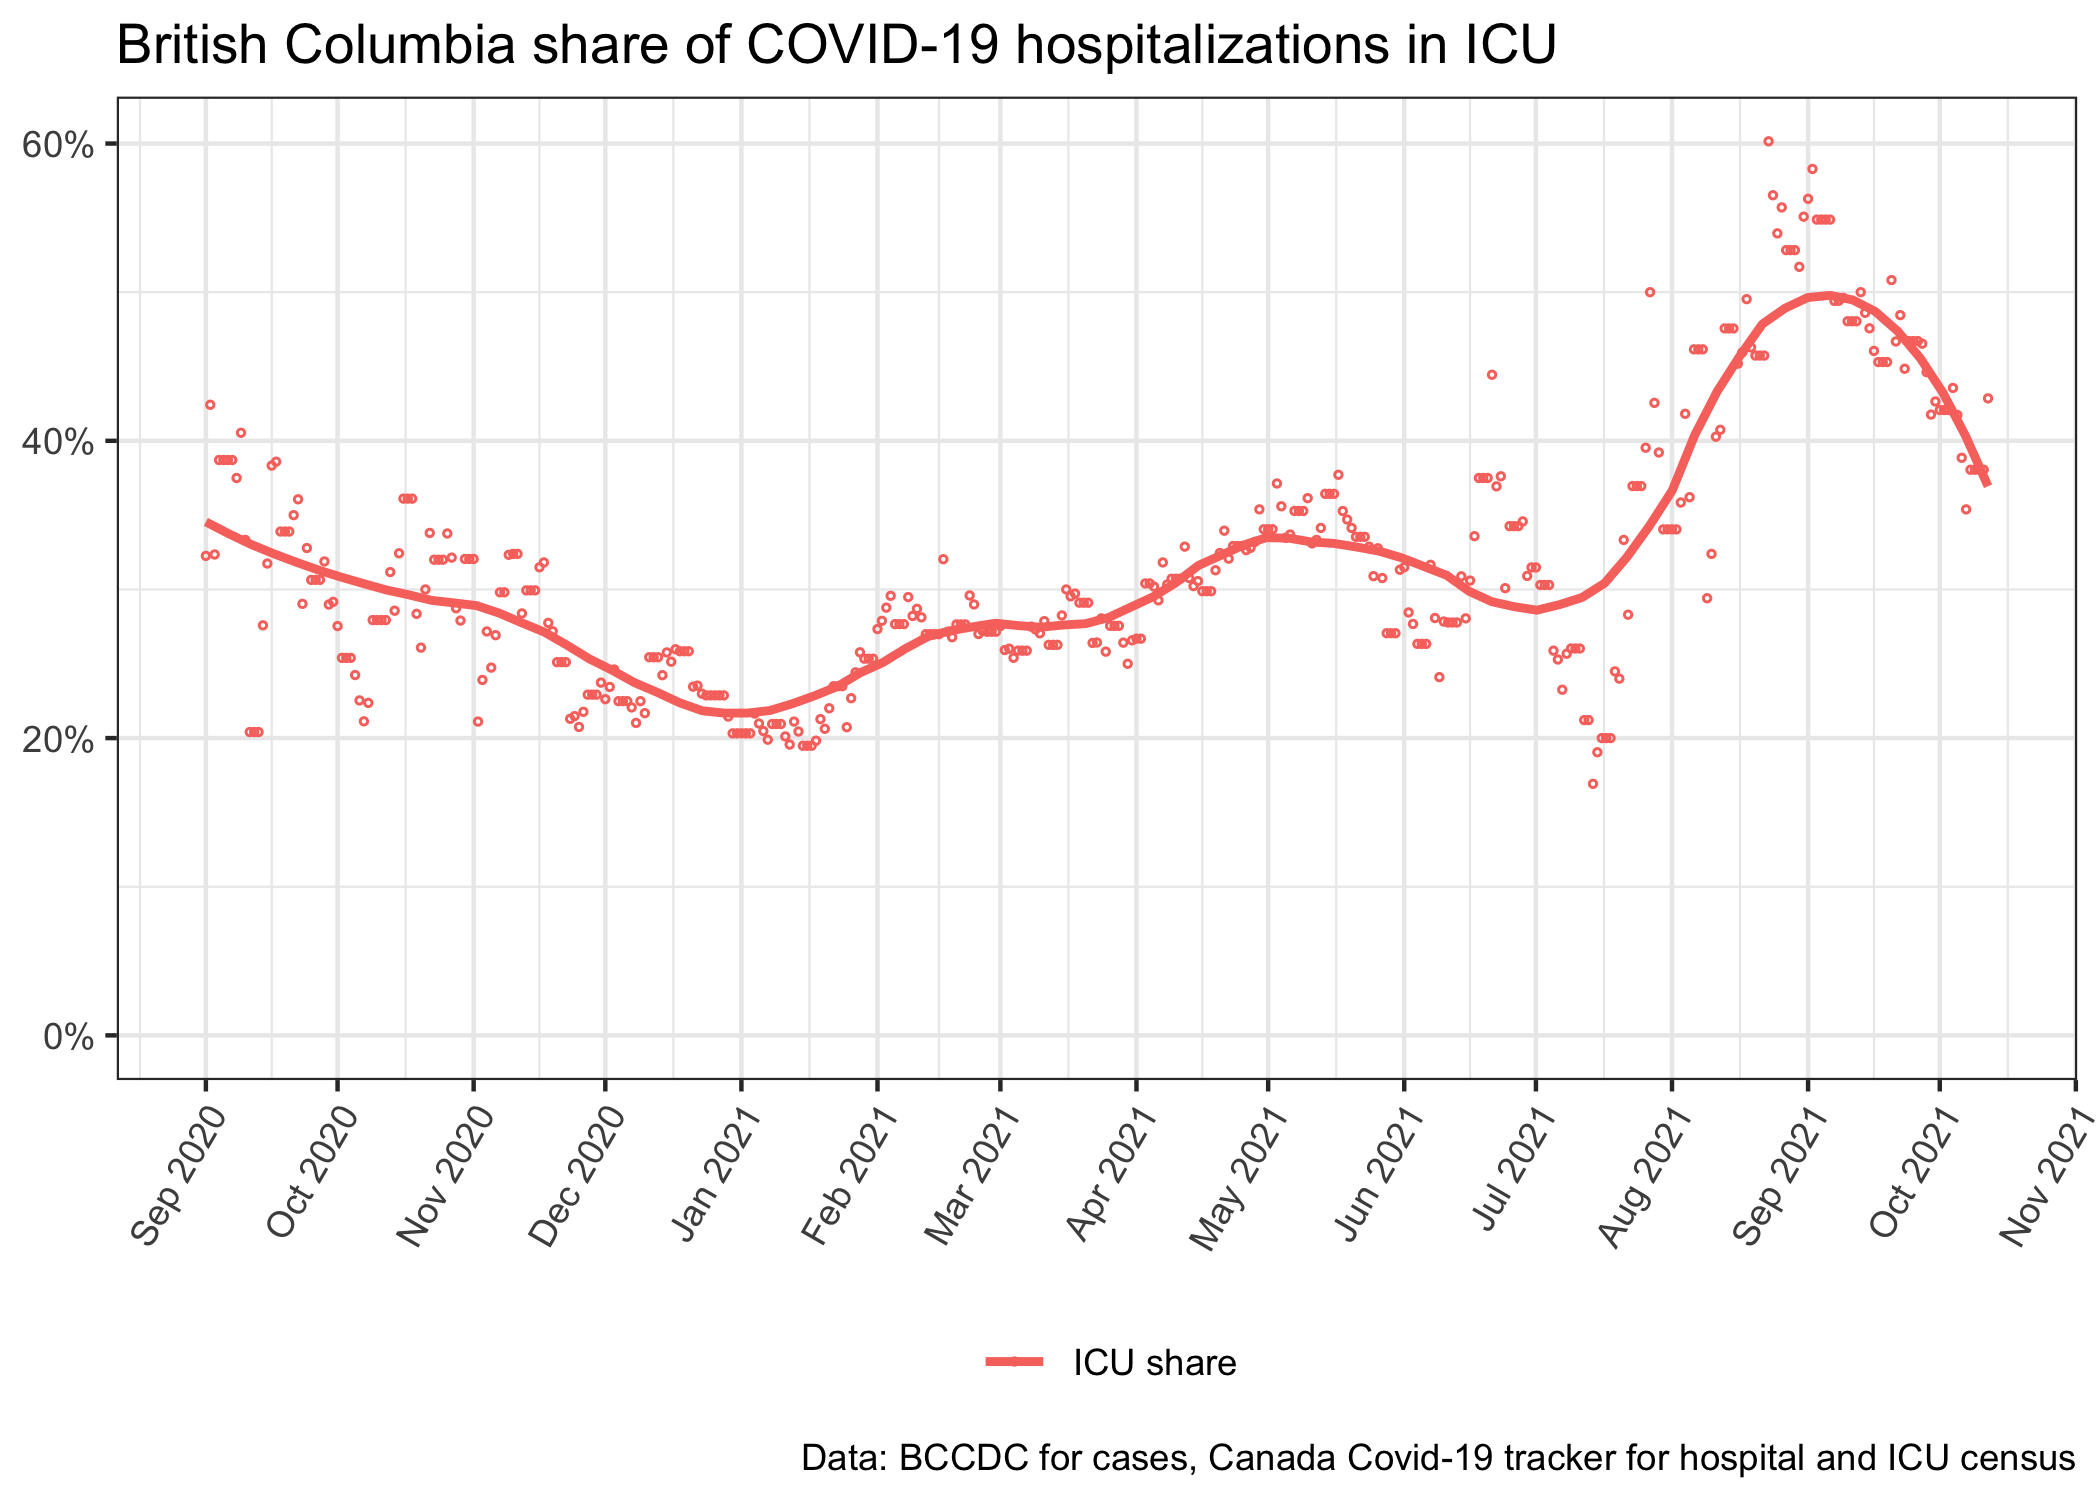 British Columbia share of COVID-19 hospitalizations in ICU
60%
40%
20%
0%
Sep 2020
Oct 2020
Nov 2020
Dec 2020
Jan 2021
Feb 2021
Mar 2021
Apr 2021
May 2021
Jun 2021
Jul 2021
Aug 2021
Sep 2021
Oct 2021
Nov 2021
ICU share
Data: BCCDC for cases, Canada Covid-19 tracker for hospital and ICU census